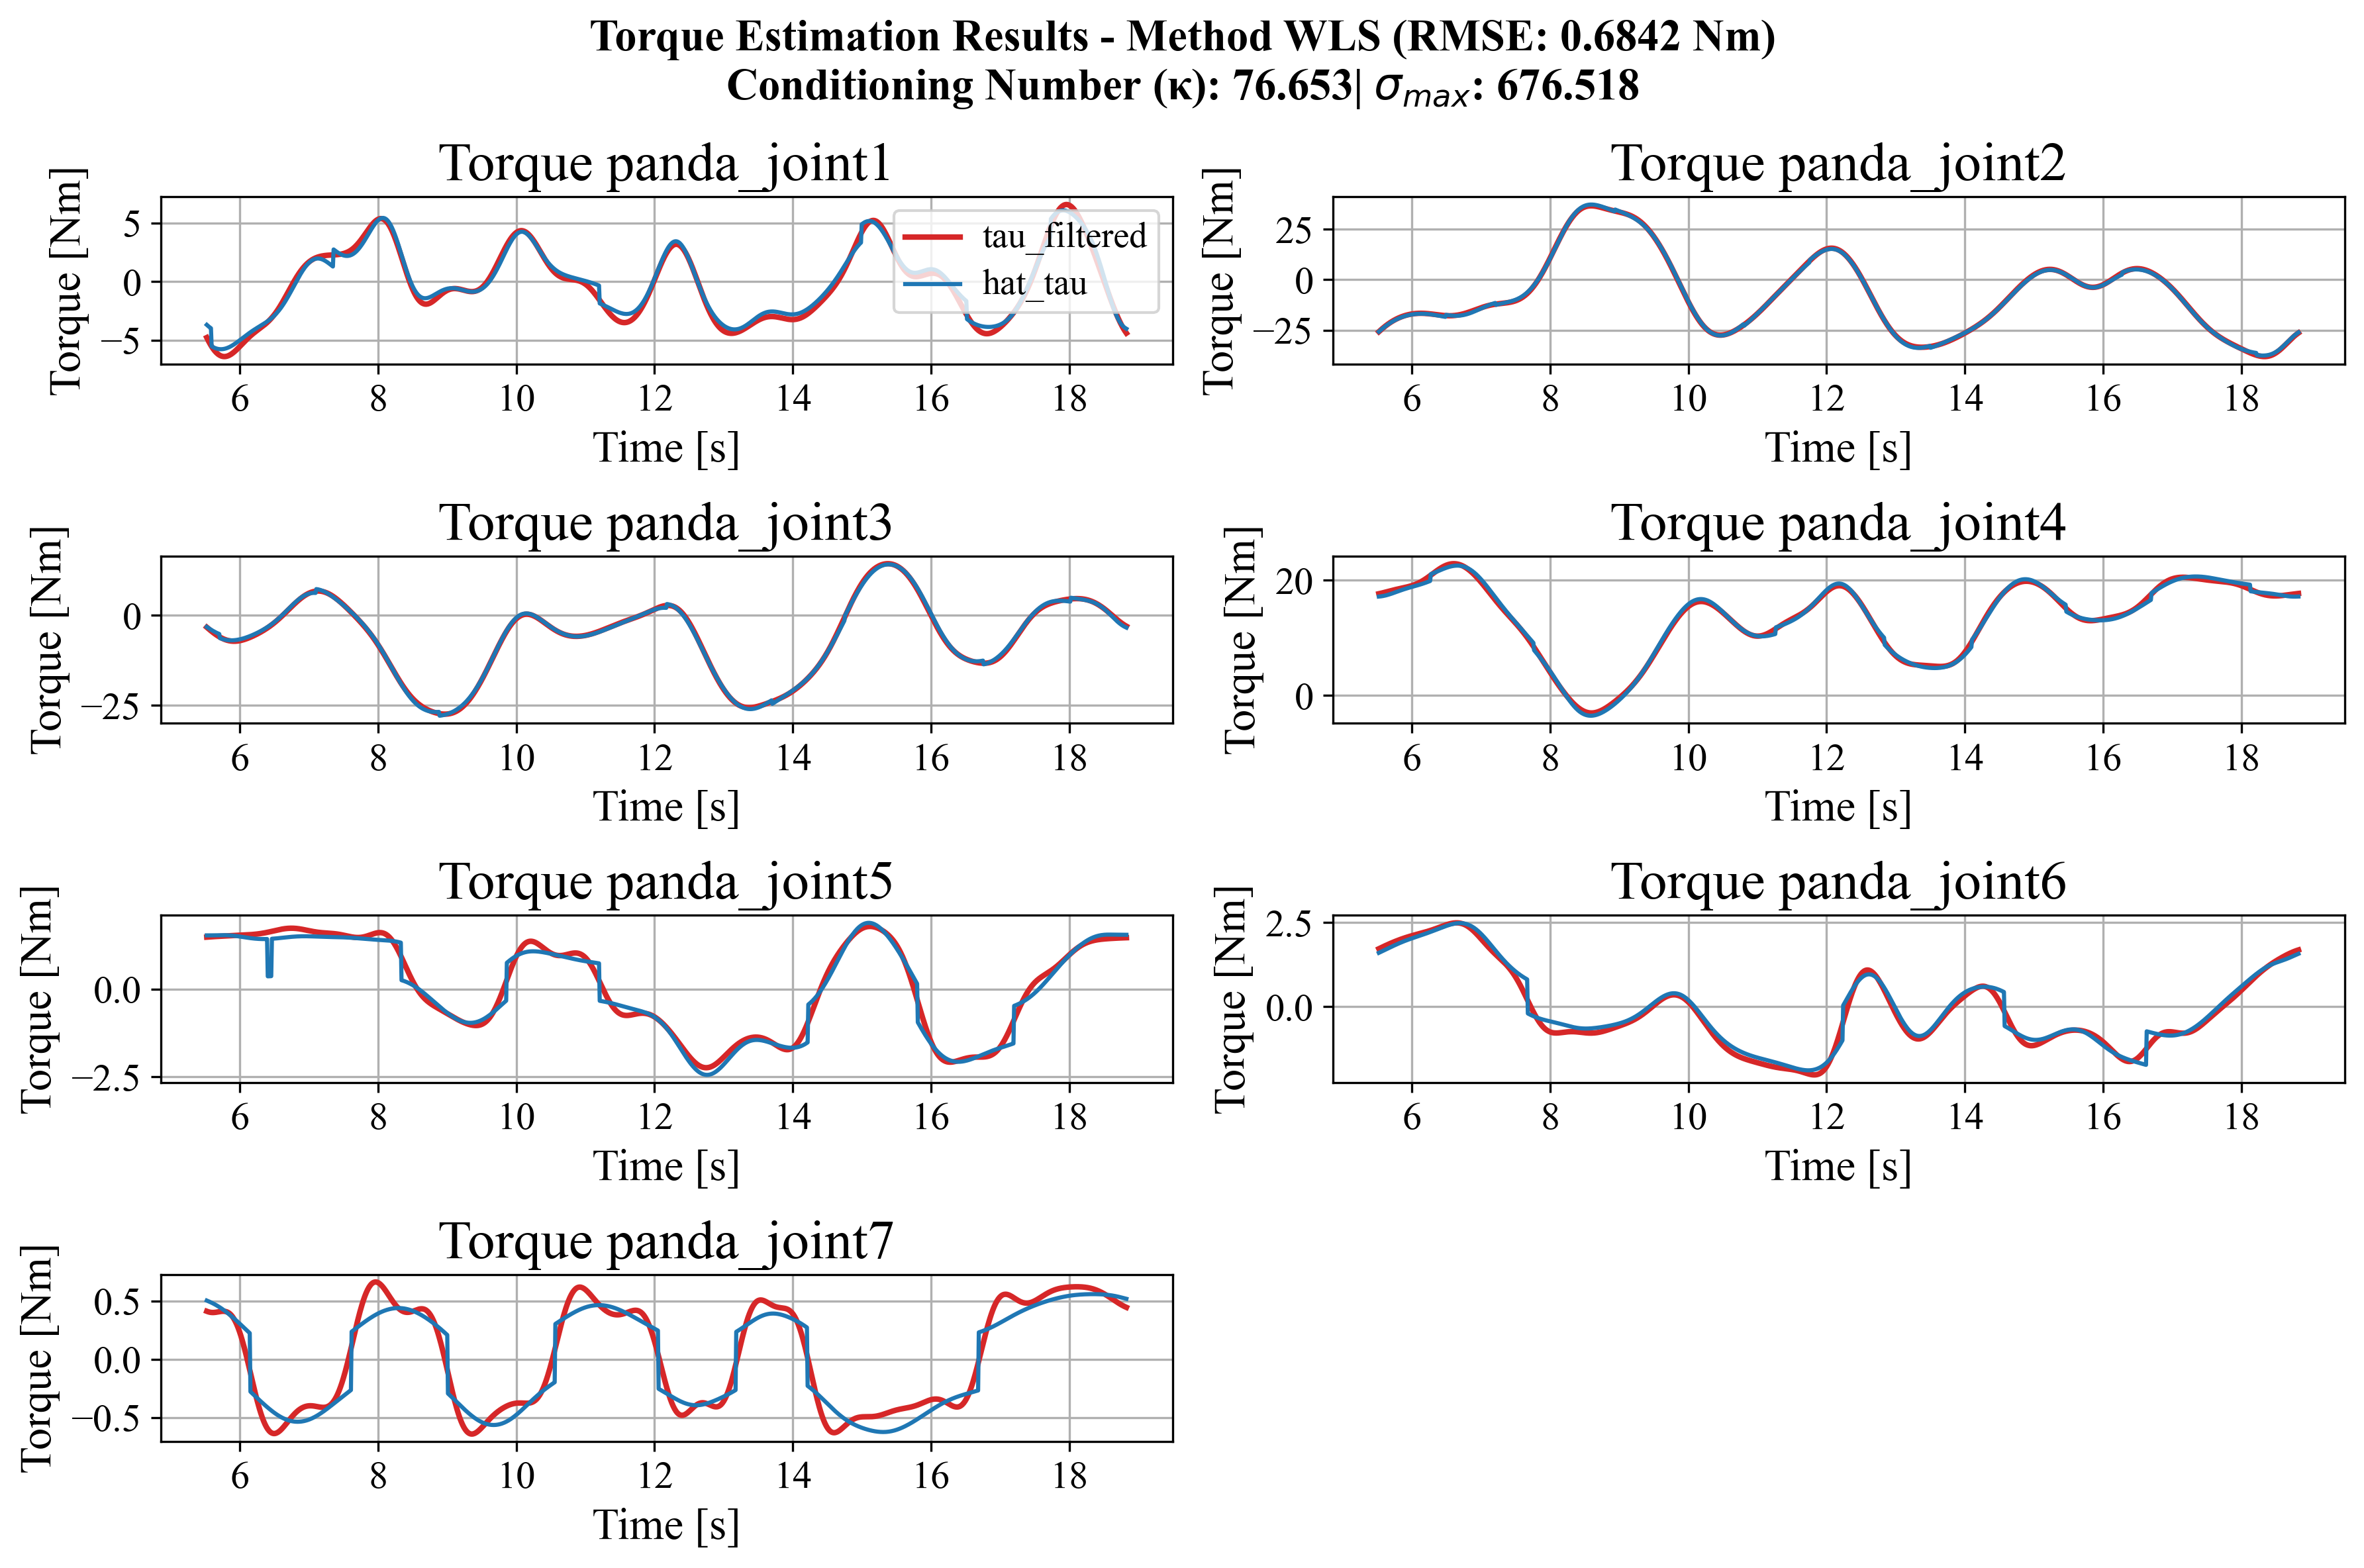 Torque Estimation Results - Method WLS (RMSE: 0.6842 Nm)
Conditioning Number (κ): 76.653| σmax: 676.518
Torque panda_joint1
Torque [Nm]
5
0
−5
tau_filtered
hat_tau
6 8 10 12 14 16 18
Time [s]
Torque panda_joint2
Torque [Nm]
25
0
−25
6 8 10 12 14 16 18
Time [s]
Torque panda_joint3
Torque [Nm]
0
−25
6 8 10 12 14 16 18
Time [s]
Torque panda_joint4
Torque [Nm]
20
0
6 8 10 12 14 16 18
Time [s]
Torque panda_joint5
Torque [Nm]
0.0
−2.5
6 8 10 12 14 16 18
Time [s]
Torque panda_joint6
Torque [Nm]
2.5
0.0
6 8 10 12 14 16 18
Time [s]
Torque panda_joint7
Torque [Nm]
0.5
0.0
−0.5
6 8 10 12 14 16 18
Time [s]